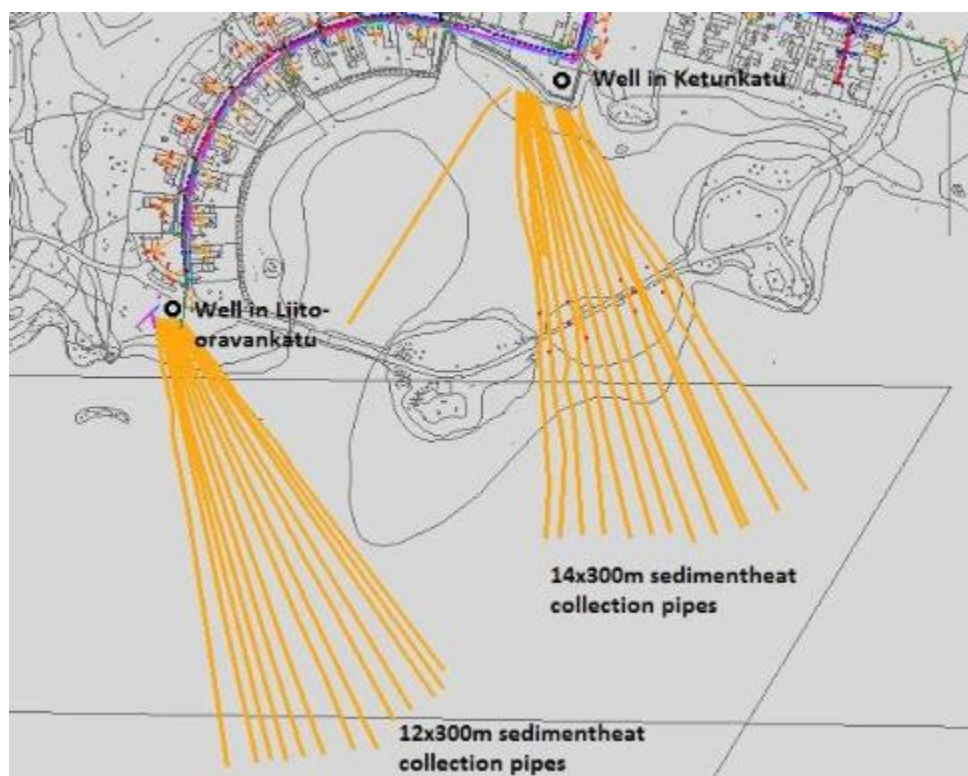 Well in Ketunkatu
Well in Liito-
oravankatu
14x300m sedimentheat
collection pipes
12x300m sedimentheat
collection pipes